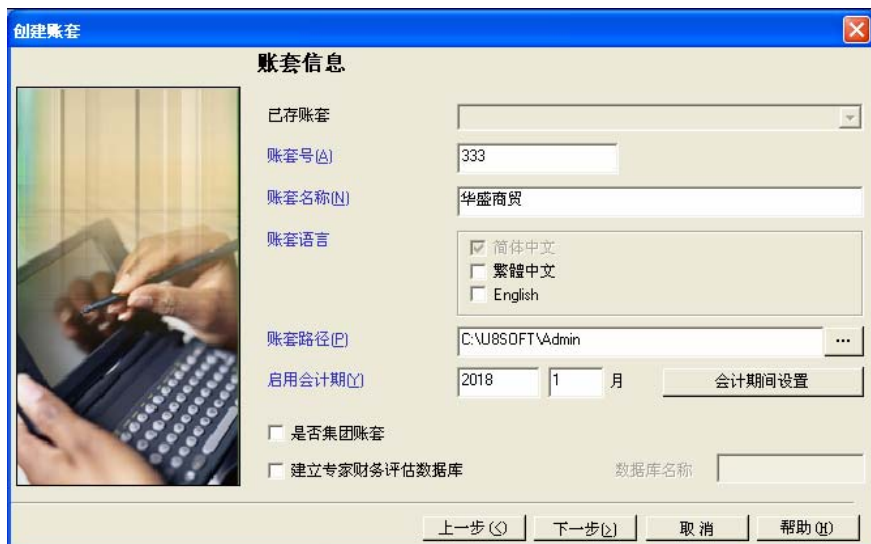 创建账套
账套信息
已存账套
账套号(A) 333
账套名称(N) 华盛商贸
账套语言 简体中文
繁體中文
English
账套路径(P) C:\U8SOFT\Admin ...
启用会计期(Y) 2018 1 月 会计期间设置
是否集团账套
建立专家财务评估数据库 数据库名称
上一步(<) 下一步(>) 取消 帮助(H)